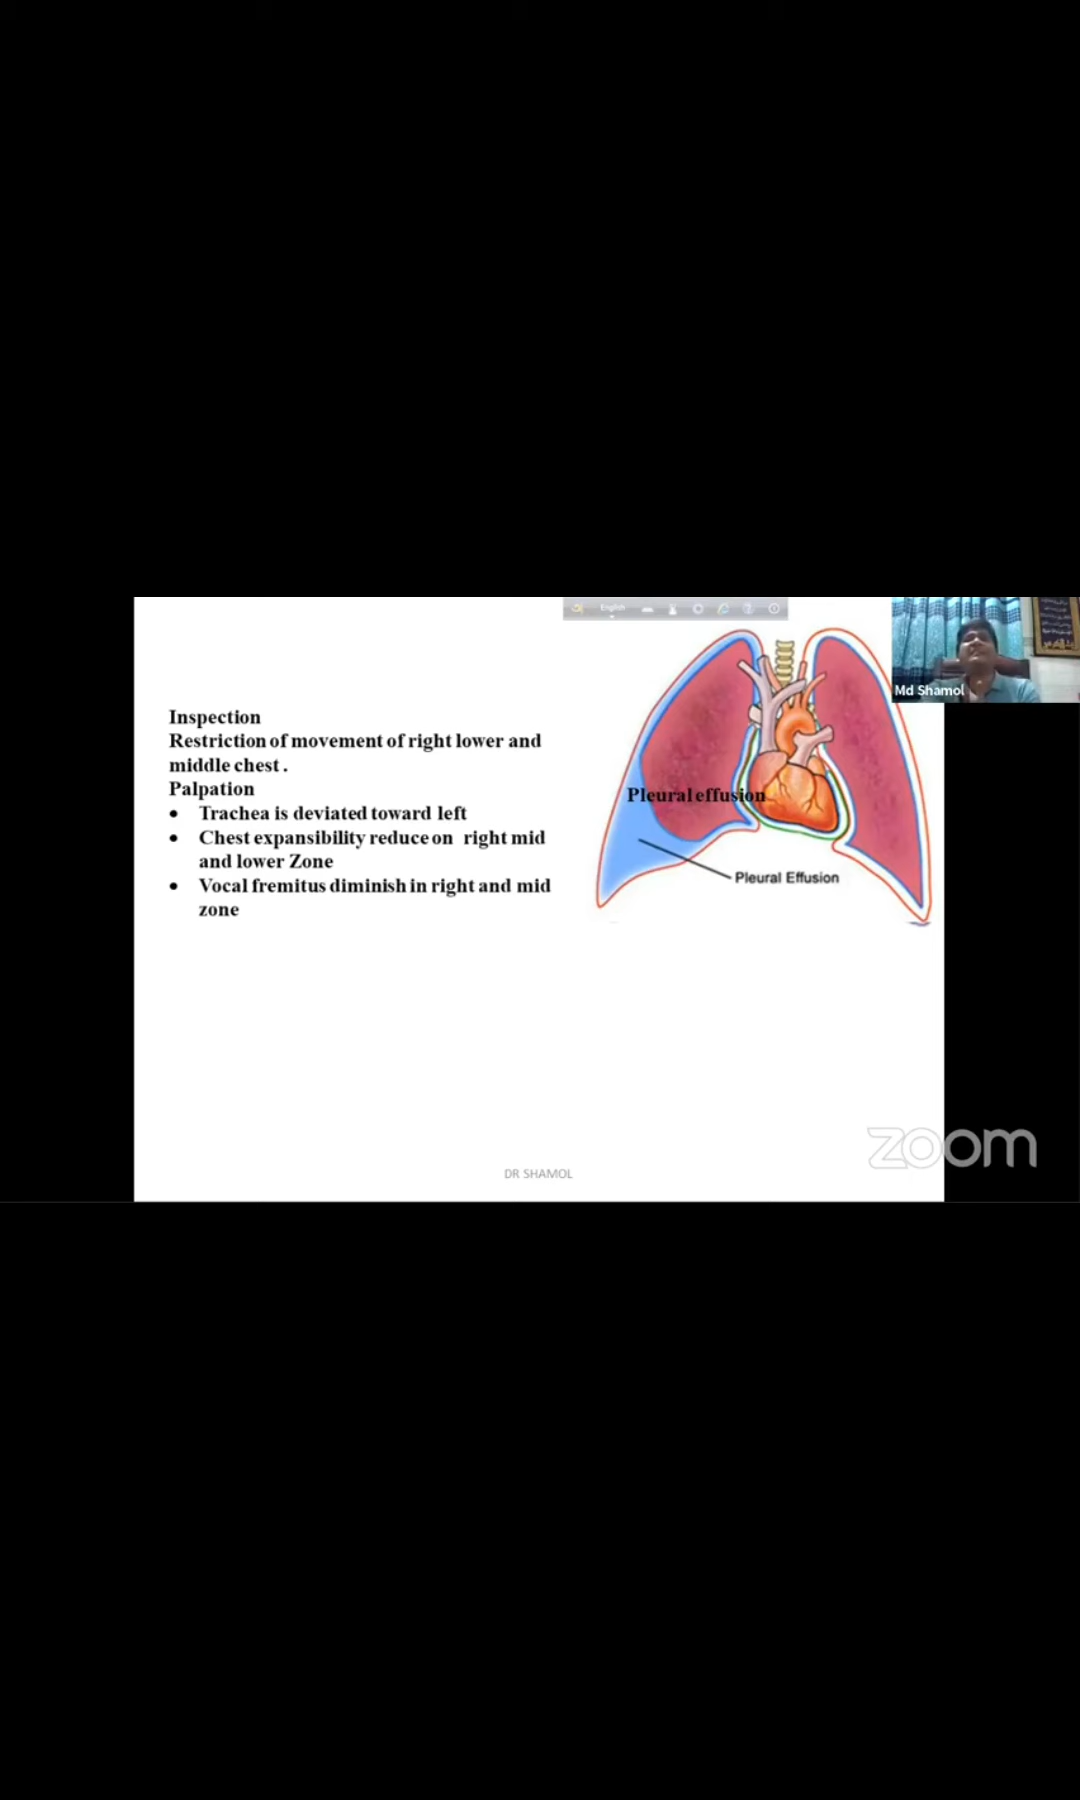 English
Md Shamol
Inspection
Restriction of movement of right lower and
middle chest .
Palpation
• Trachea is deviated toward left
• Chest expansibility reduce on right mid
and lower Zone
• Vocal fremitus diminish in right and mid
zone
Pleural effusion
Pleural Effusion
zoom
DR SHAMOL